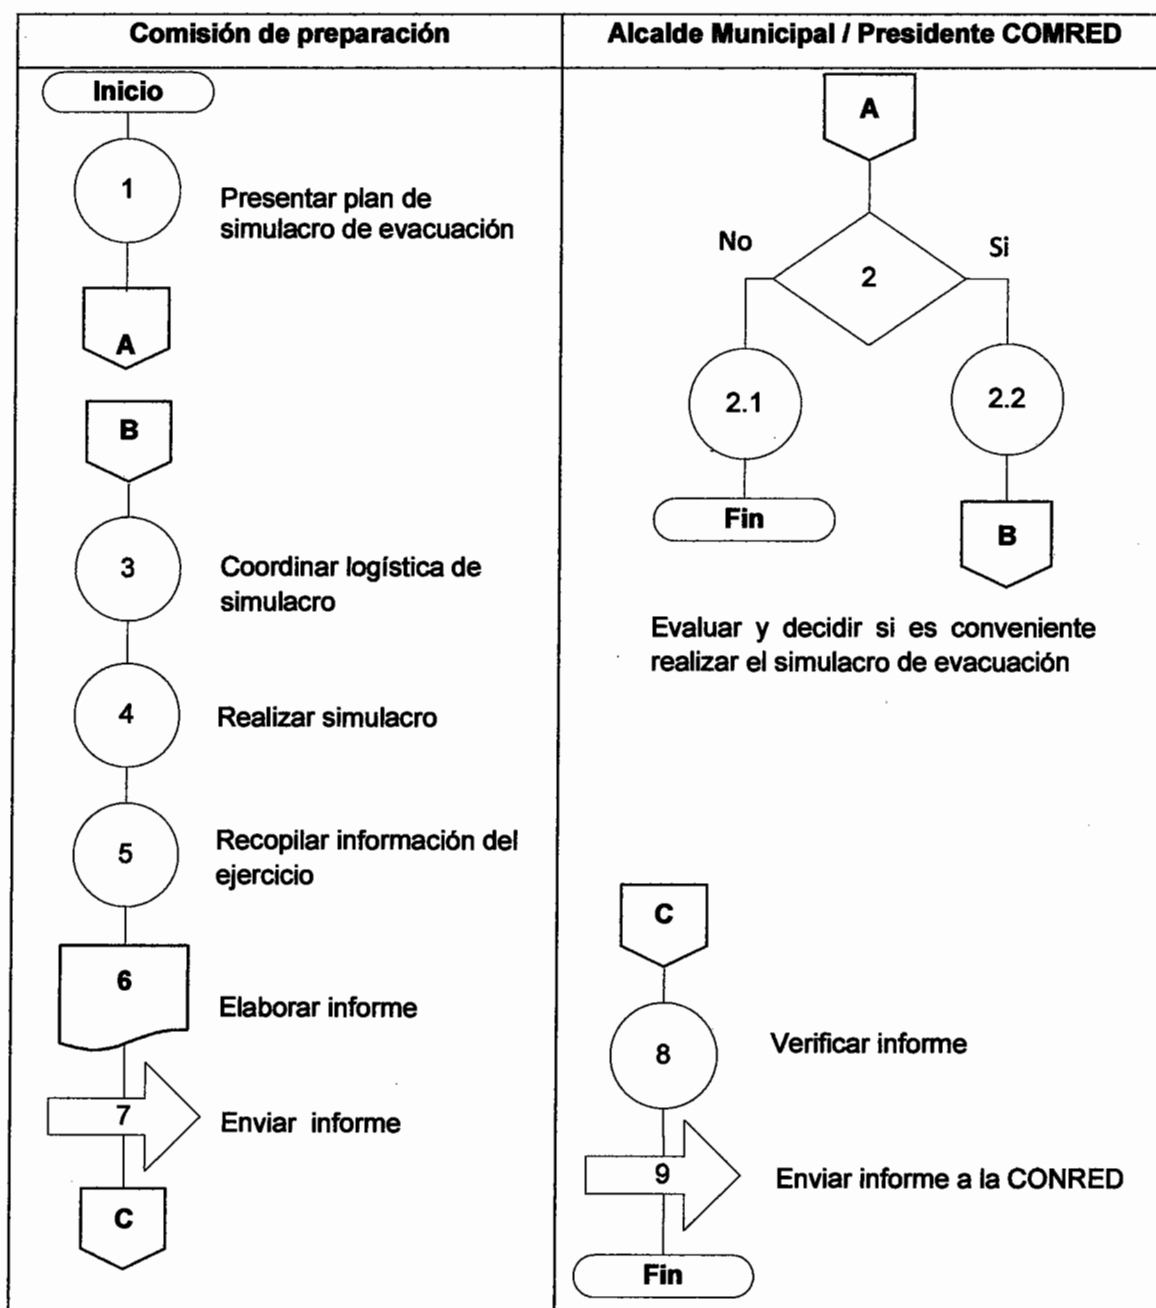 Comisión de preparación
Inicio
1
Presentar plan de
simulacro de evacuación
A
B
3
Coordinar logística de
simulacro
4
Realizar simulacro
5
Recopilar información del
ejercicio
6
Elaborar informe
7
Enviar informe
C
Alcalde Municipal / Presidente COMRED
A
No
Si
2
2.1
2.2
Fin
B
Evaluar y decidir si es conveniente
realizar el simulacro de evacuación
C
8
Verificar informe
9
Enviar informe a la CONRED
Fin